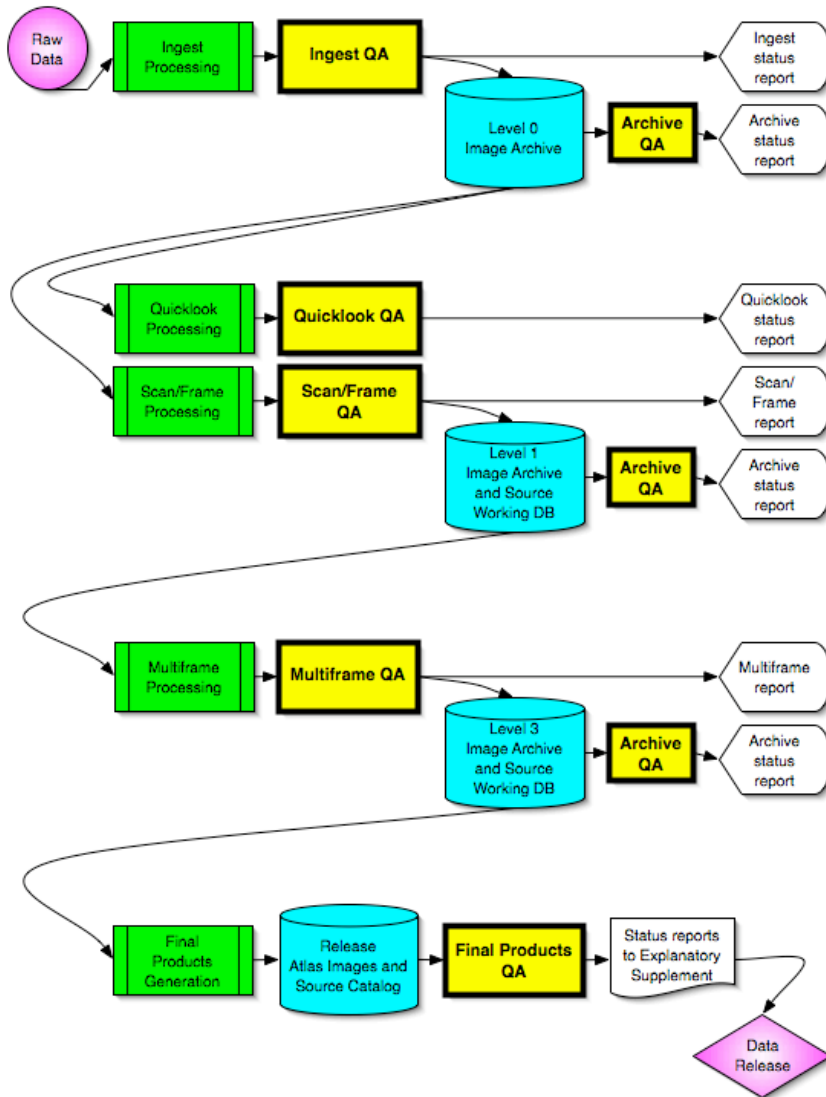 Raw
Data
Ingest
Processing
Ingest QA
Ingest
status
report
Level 0
Image Archive
Archive
QA
Archive
status
report
Quicklook
Processing
Quicklook QA
Quicklook
status
report
Scan/Frame
Processing
Scan/Frame
QA
Scan/
Frame
report
Level 1
Image Archive
and Source
Working DB
Archive
QA
Archive
status
report
Multiframe
Processing
Multiframe QA
Multiframe
report
Level 3
Image Archive
and Source
Working DB
Archive
QA
Archive
status
report
Final
Products
Generation
Release
Atlas Images and
Source Catalog
Final Products
QA
Status reports
to Explanatory
Supplement
Data
Release